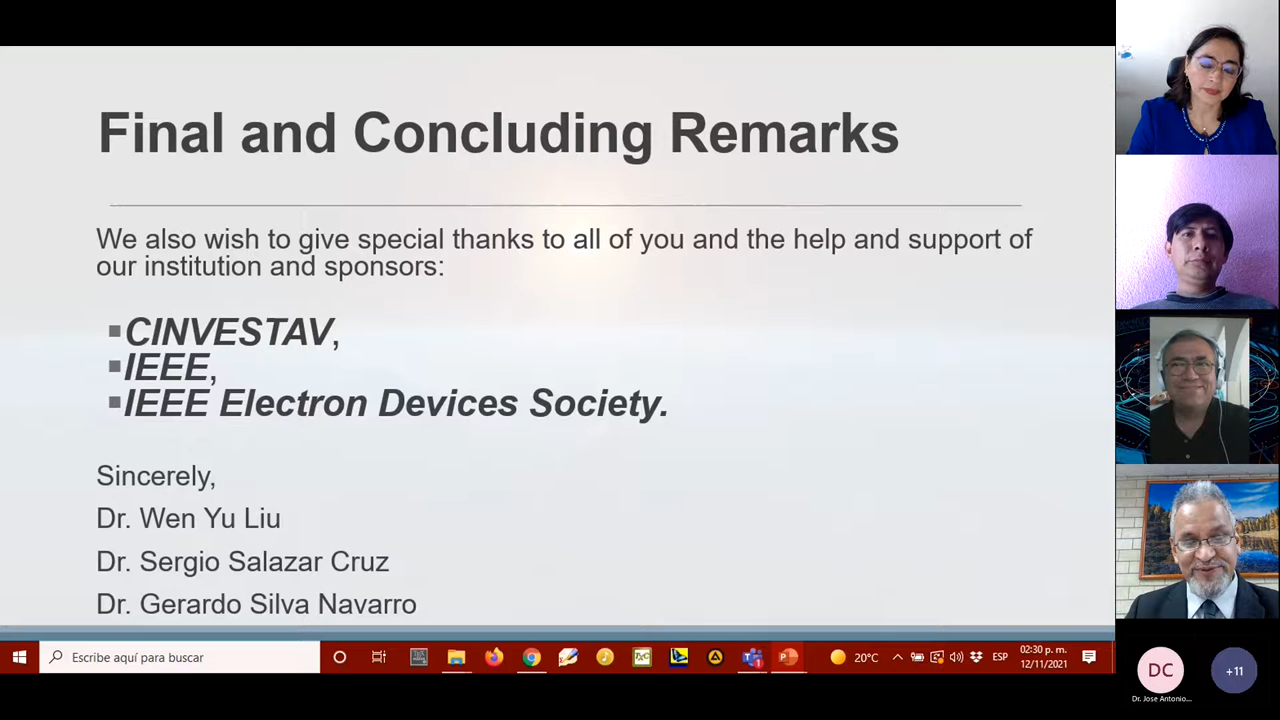 Final and Concluding Remarks
We also wish to give special thanks to all of you and the help and support of
our institution and sponsors:
▪CINVESTAV,
▪IEEE,
▪IEEE Electron Devices Society.
Sincerely,
Dr. Wen Yu Liu
Dr. Sergio Salazar Cruz
Dr. Gerardo Silva Navarro
Escribe aquí para buscar
20°C
ESP
02:30 p. m.
12/11/2021
DC
+11
Dr. Jose Antonio...